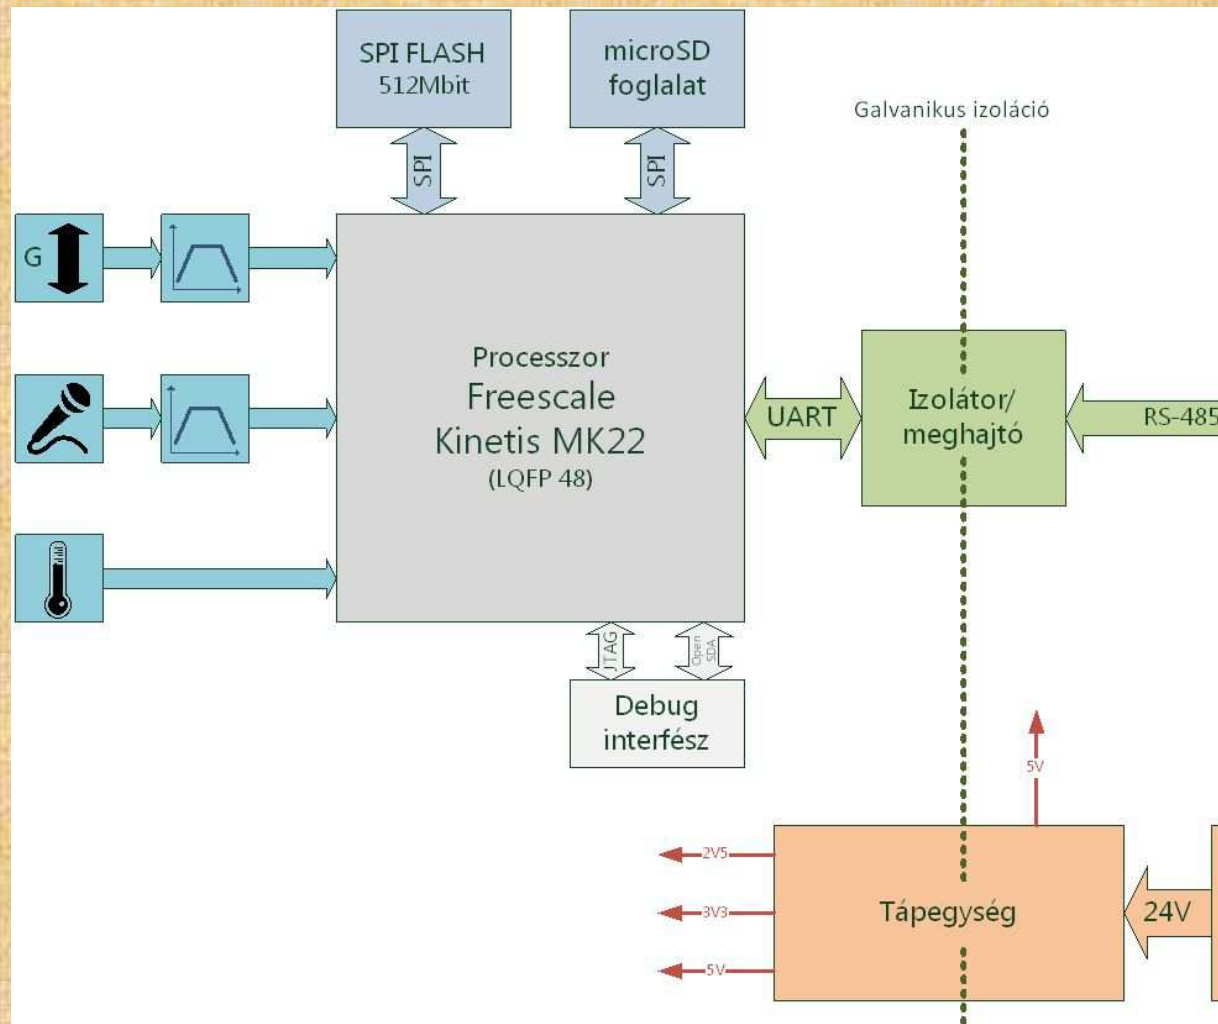 SPI FLASH
512Mbit
microSD
foglalat
Galvanikus izoláció
SPI
SPI
G
Processzor
Freescale
Kinetis MK22
(LQFP 48)
UART
Izolátor/
meghajtó
RS-485
JTAG
Open
SDA
Debug
interfész
5V
2V5
3V3
5V
Tápegység
24V